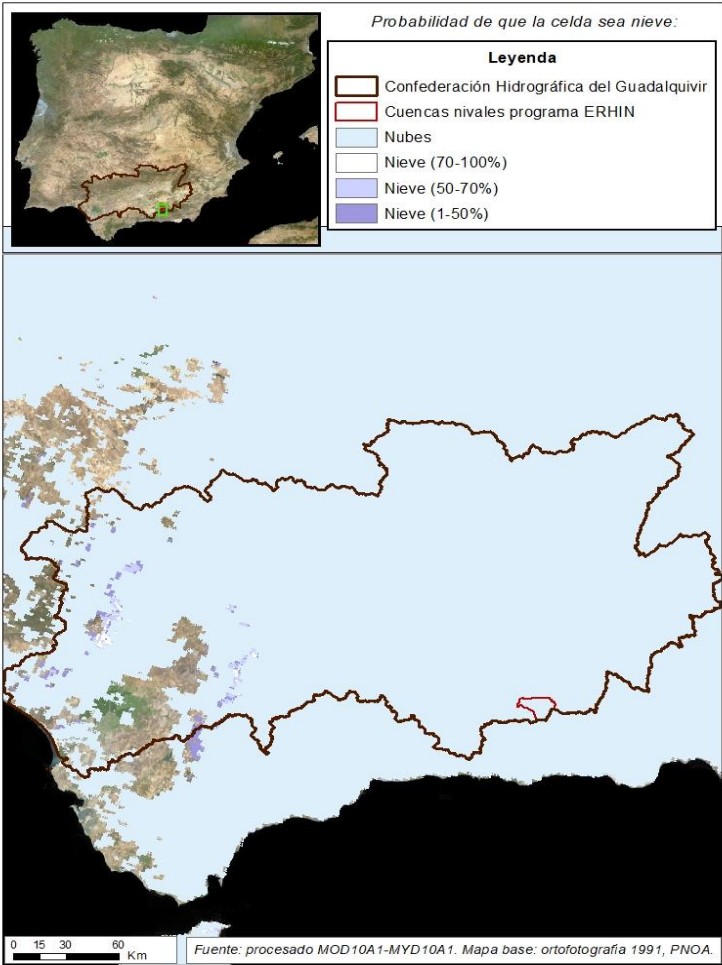 Probabilidad de que la celda sea nieve:
Leyenda
Confederación Hidrográfica del Guadalquivir
Cuencas nivales programa ERHIN
Nubes
Nieve (70-100%)
Nieve (50-70%)
Nieve (1-50%)
0 15 30 60
Km
Fuente: procesado MOD10A1-MYD10A1. Mapa base: ortofotografía 1991, PNOA.